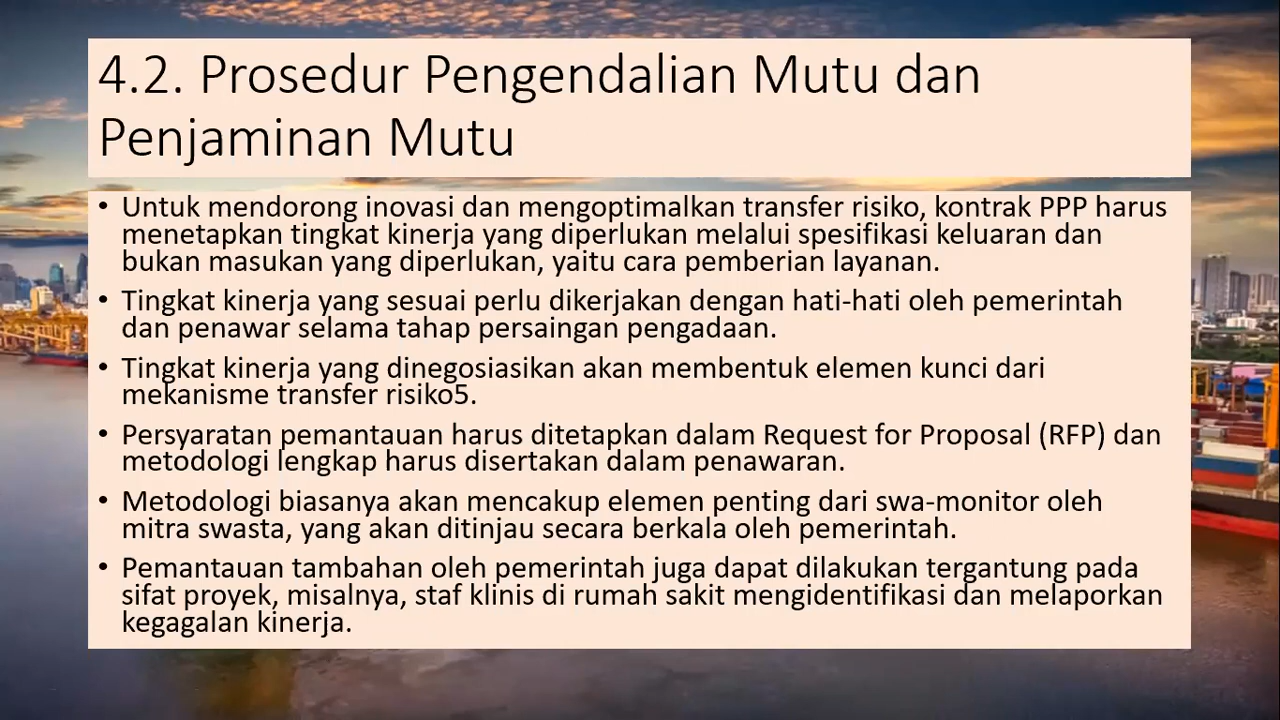 4.2. Prosedur Pengendalian Mutu dan
Penjaminan Mutu
• Untuk mendorong inovasi dan mengoptimalkan transfer risiko, kontrak PPP harus
menetapkan tingkat kinerja yang diperlukan melalui spesifikasi keluaran dan
bukan masukan yang diperlukan, yaitu cara pemberian layanan.
• Tingkat kinerja yang sesuai perlu dikerjakan dengan hati-hati oleh pemerintah
dan penawar selama tahap persaingan pengadaan.
• Tingkat kinerja yang dinegosiasikan akan membentuk elemen kunci dari
mekanisme transfer risiko5.
• Persyaratan pemantauan harus ditetapkan dalam Request for Proposal (RFP) dan
metodologi lengkap harus disertakan dalam penawaran.
• Metodologi biasanya akan mencakup elemen penting dari swa-monitor oleh
mitra swasta, yang akan ditinjau secara berkala oleh pemerintah.
• Pemantauan tambahan oleh pemerintah juga dapat dilakukan tergantung pada
sifat proyek, misalnya, staf klinis di rumah sakit mengidentifikasi dan melaporkan
kegagalan kinerja.